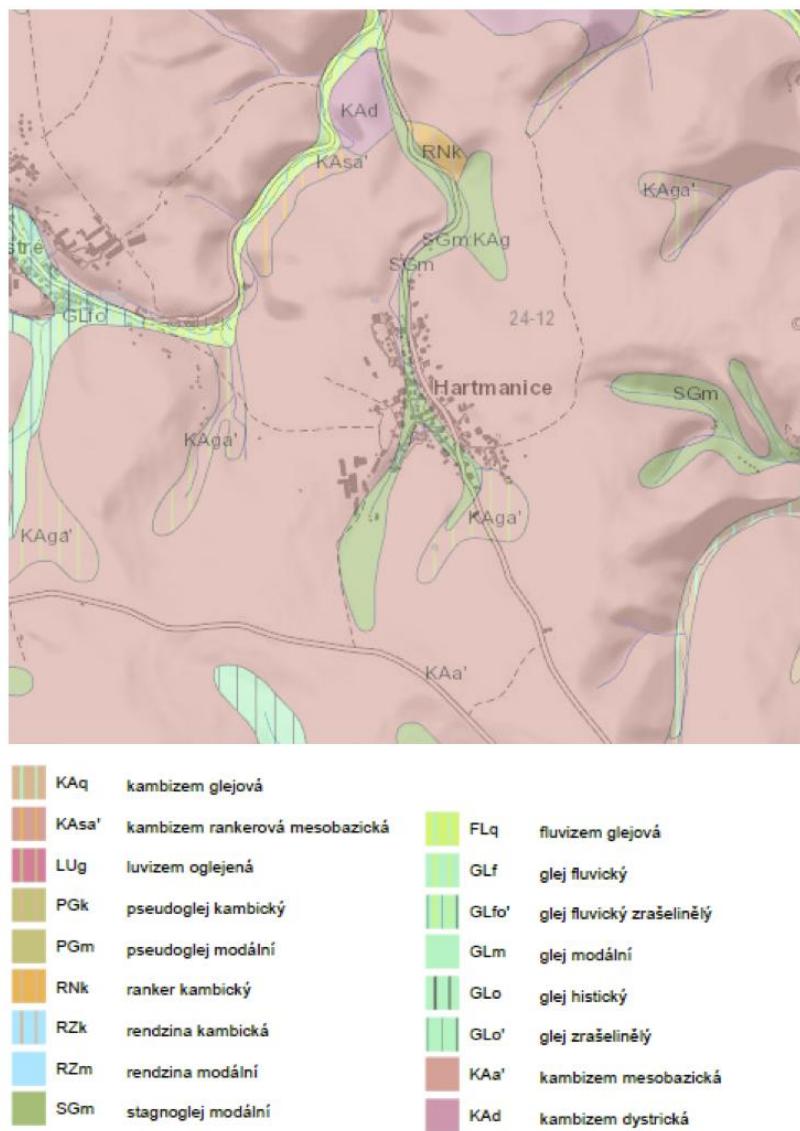 KAd
RNk
KAsa'
KAga'
SGm KAg
SGm
stré
GLfo'
24-12
Hartmanice
SGm
KAga'
KAga'
KAga'
KAa'
KAq kambizem glejová
KAsa' kambizem rankerová mesobazická
LUg luvizem oglejená
PGk pseudoglej kambický
PGm pseudoglej modální
RNk ranker kambický
RZk rendzina kambická
RZm rendzina modální
SGm stagnoglej modální
FLq fluvizem glejová
GLf glej fluvický
GLfo' glej fluvický zrašelinělý
GLm glej modální
GLo glej histický
GLo' glej zrašelinělý
KAa' kambizem mesobazická
KAd kambizem dystrická